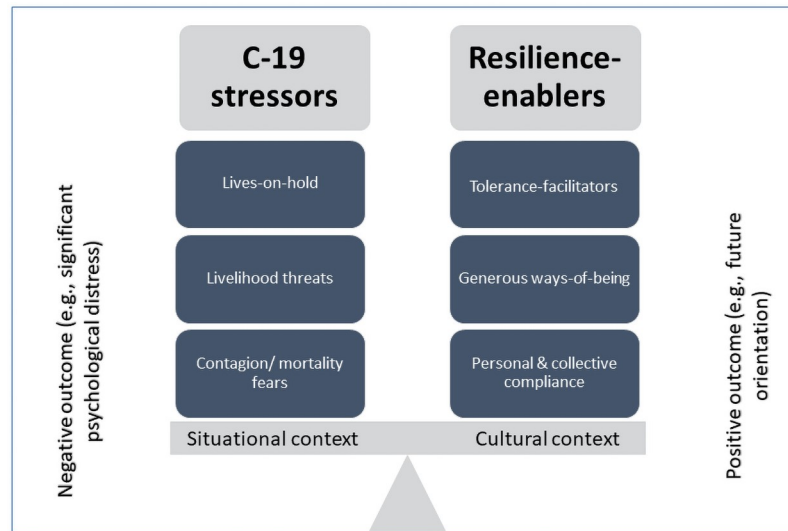 C-19
stressors
Resilience-
enablers
Lives-on-hold
Tolerance-facilitators
Livelihood threats
Generous ways-of-being
Contagion/ mortality
fears
Personal & collective
compliance
Situational context
Cultural context
Negative outcome (e.g., significant
psychological distress)
Positive outcome (e.g., future
orientation)